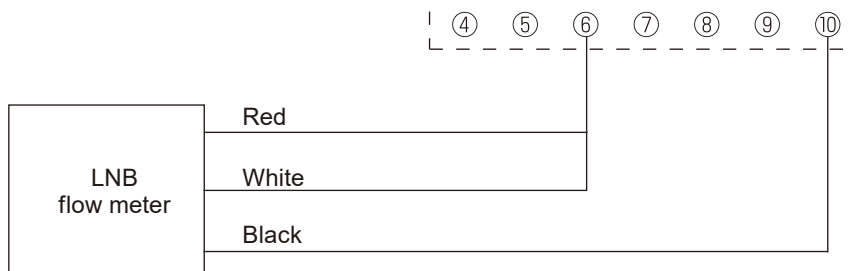 ④ ⑤ ⑥ ⑦ ⑧ ⑨ ⑩
Red
LNB
flow meter
White
Black